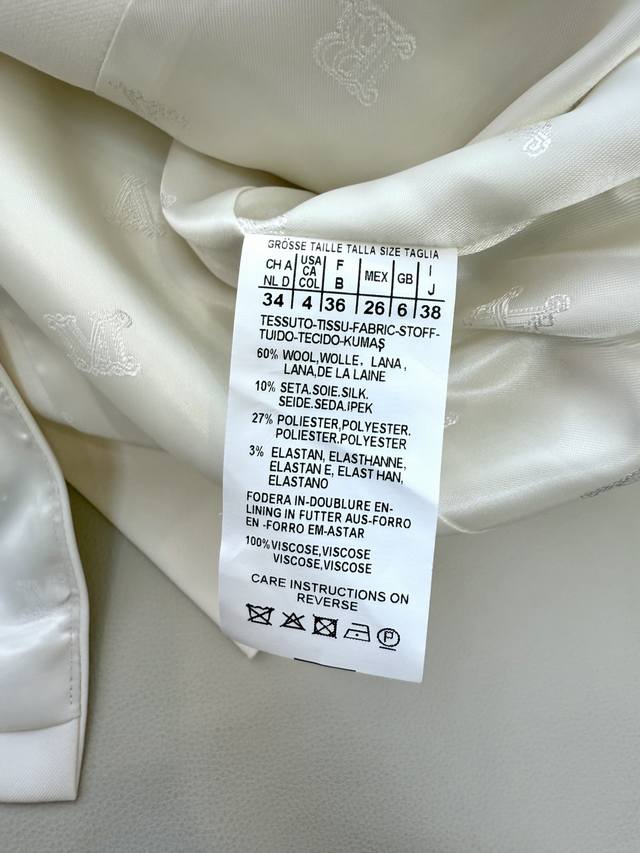 GRÖSSE TAILLE TALLA SIZE TAGLIA
CH A NL D USA CA COL F B MEX GB I J
34 4 36 26 6 38
TESSUTO-TISSU-FABRIC-STOFF-
TUIDO-TECIDO-KUMAŞ
60% WOOL,WOLLE, LANA,
LANA,DE LA LAINE
10% SETA.SOIE.SILK.
SEIDE.SEDA.İPEK
27% POLIESTER,POLYESTER.
POLIESTER.POLYESTER
3% ELASTAN, ELASTHANNE,
ELASTAN E, ELAST HAN,
ELASTANO
FODERA IN-DOUBLURE EN-
LINING IN FUTTER AUS-FORRO
EN -FORRO EM-ASTAR
100% VISCOSE,VISCOSE
VISCOSE,VISCOSE
CARE INSTRUCTIONS ON
REVERSE
P